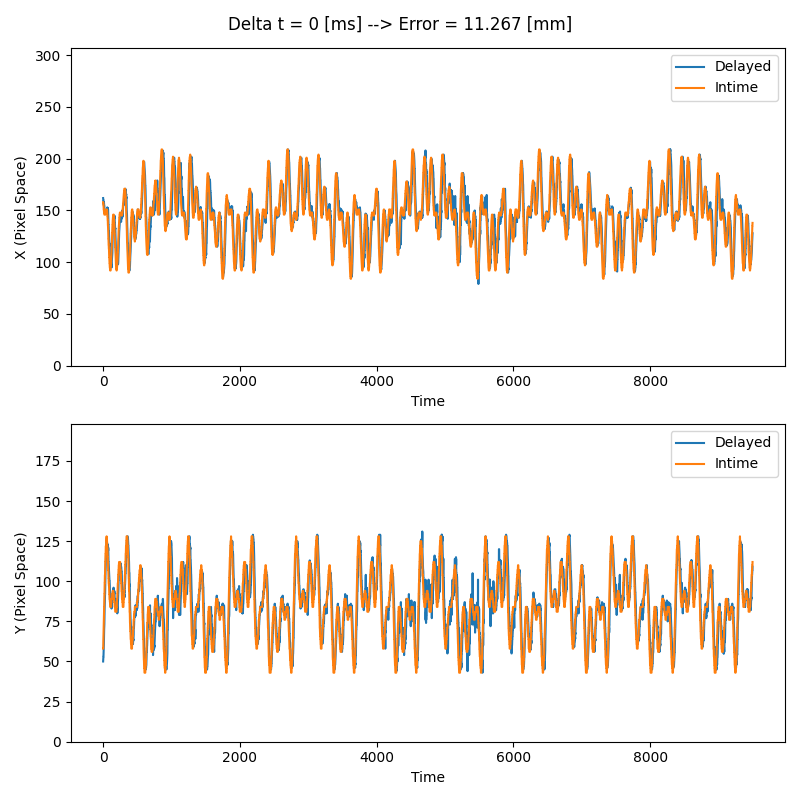 Delta t = 0 [ms] --> Error = 11.267 [mm]
300
250
200
150
100
50
0
X (Pixel Space)
Delayed
Intime
0
2000
4000
6000
8000
Time
175
150
125
100
75
50
25
0
Y (Pixel Space)
Delayed
Intime
0
2000
4000
6000
8000
Time